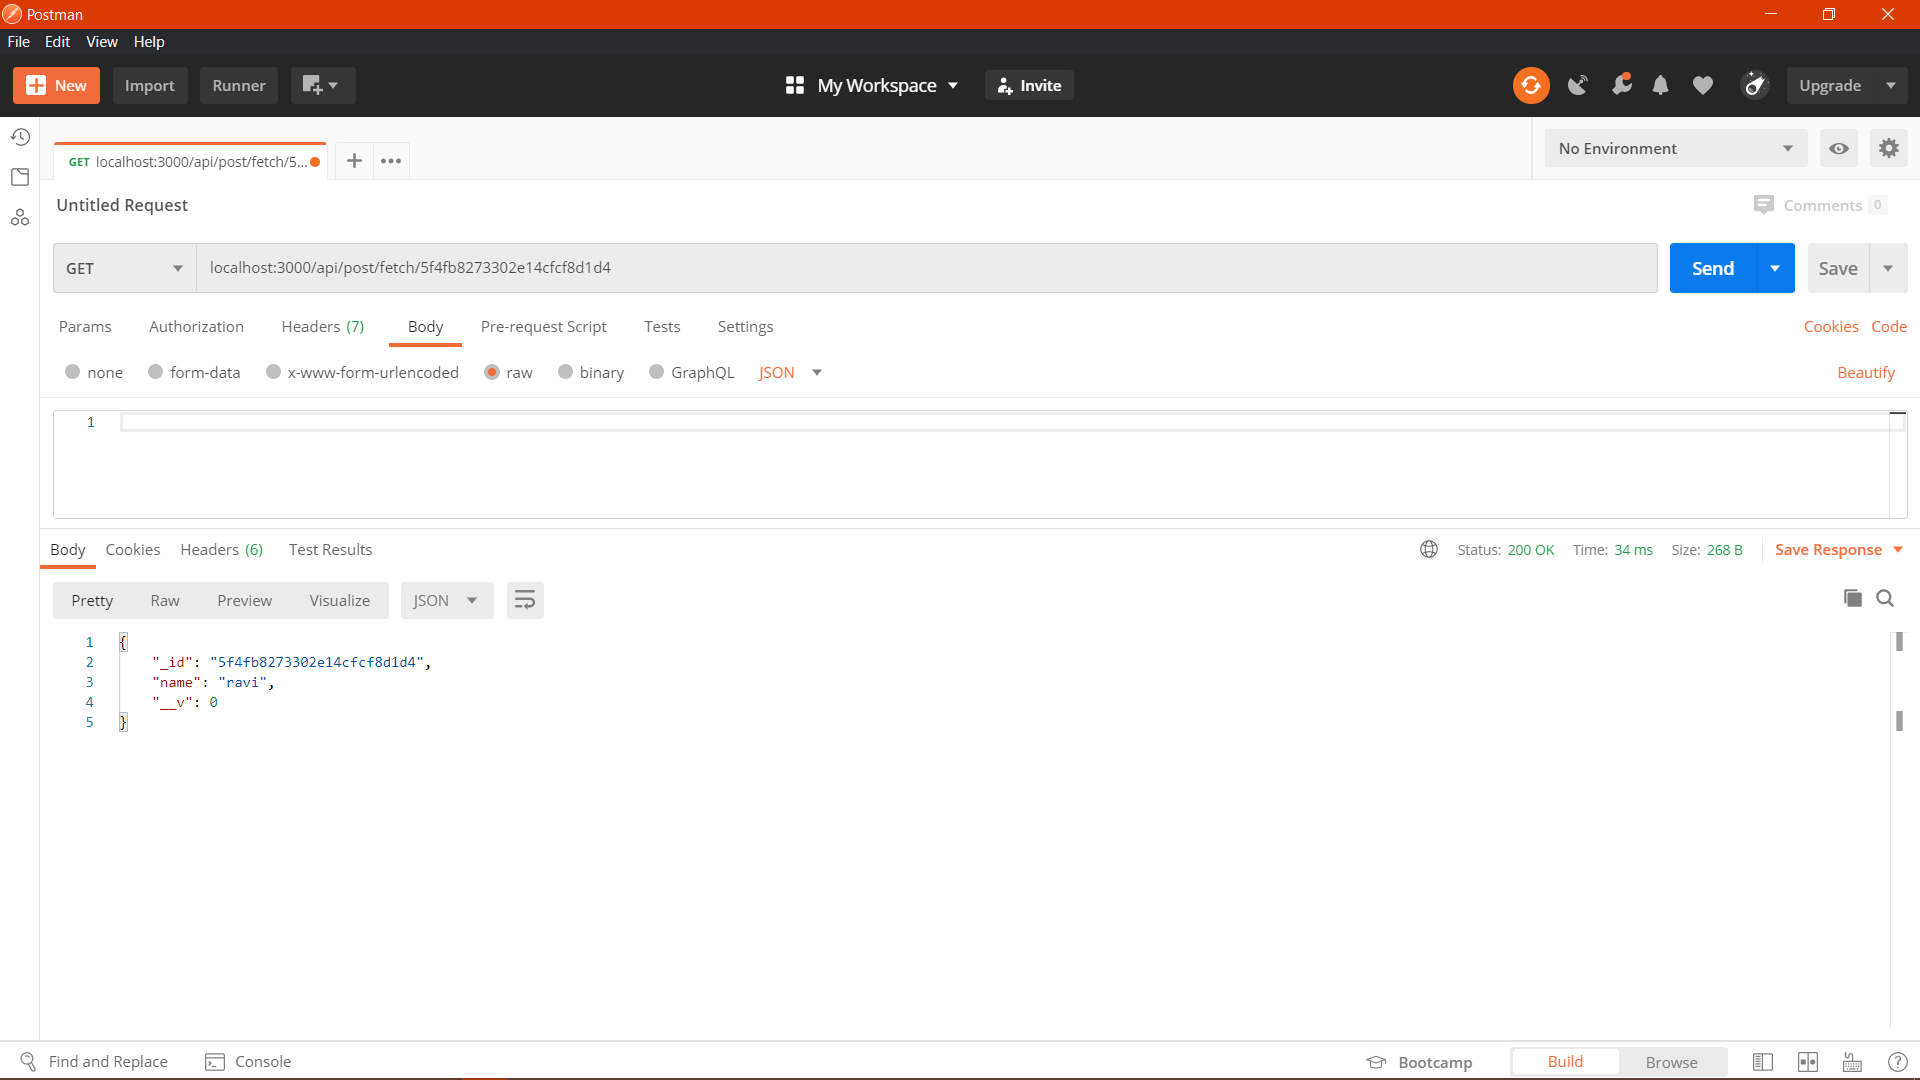 Postman
File Edit View Help
New Import Runner My Workspace Invite Upgrade
GET localhost:3000/api/post/fetch/5... No Environment
Untitled Request Comments 0
GET localhost:3000/api/post/fetch/5f4fb8273302e14cfcf8d1d4 Send Save
Params Authorization Headers (7) Body Pre-request Script Tests Settings Cookies Code
none form-data x-www-form-urlencoded raw binary GraphQL JSON Beautify
1
Body Cookies Headers (6) Test Results Status: 200 OK Time: 34 ms Size: 268 B Save Response
Pretty Raw Preview Visualize JSON
1 {
2 "_id": "5f4fb8273302e14cfcf8d1d4",
3 "name": "ravi",
4 "__v": 0
5 }
Find and Replace Console Bootcamp Build Browse